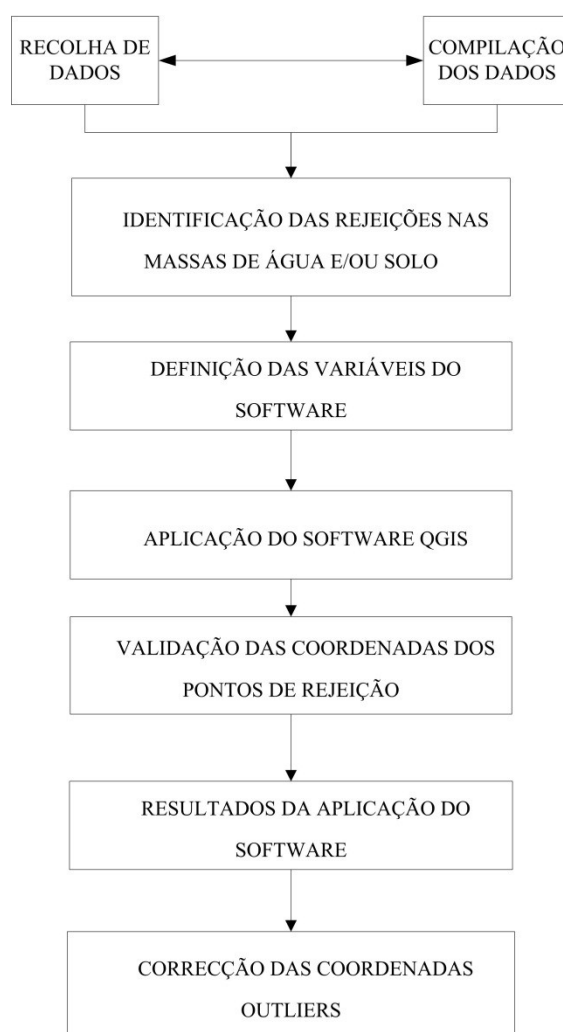 RECOLHA DE
DADOS
COMPILAÇÃO
DOS DADOS
IDENTIFICAÇÃO DAS REJEIÇÕES NAS
MASSAS DE ÁGUA E/OU SOLO
DEFINIÇÃO DAS VARIÁVEIS DO
SOFTWARE
APLICAÇÃO DO SOFTWARE QGIS
VALIDAÇÃO DAS COORDENADAS DOS
PONTOS DE REJEIÇÃO
RESULTADOS DA APLICAÇÃO DO
SOFTWARE
CORRECÇÃO DAS COORDENADAS
OUTLIERS